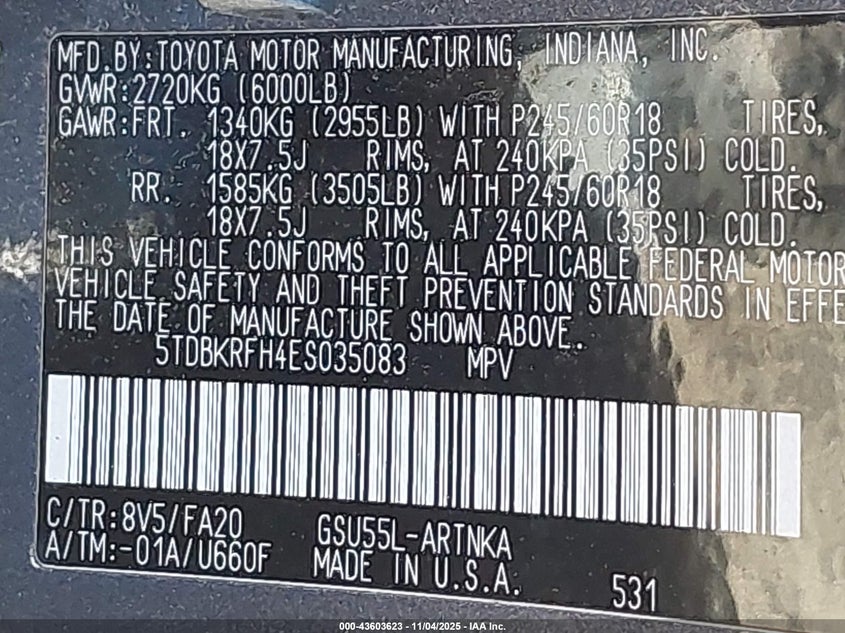 MFD. BY: TOYOTA MOTOR MANUFACTURING, INDIANA, INC.
GVWR: 2720KG (6000LB)
GAWR: FRT. 1340KG (2955LB) WITH P245/60R18 TIRES,
18X7.5J RIMS, AT 240KPA (35PSI) COLD.
RR. 1585KG (3505LB) WITH P245/60R18 TIRES,
18X7.5J RIMS, AT 240KPA (35PSI) COLD.
THIS VEHICLE CONFORMS TO ALL APPLICABLE FEDERAL MOTOR
VEHICLE SAFETY AND THEFT PREVENTION STANDARDS IN EFFE
THE DATE OF MANUFACTURE SHOWN ABOVE.
5TDBKRFH4ES035083 MPV
C/TR: 8V5/FA20 GSU55L-ARTNKA
A/TM: -01A/U660F MADE IN U.S.A.
531
000-43603623 - 11/04/2025 - IAA Inc.